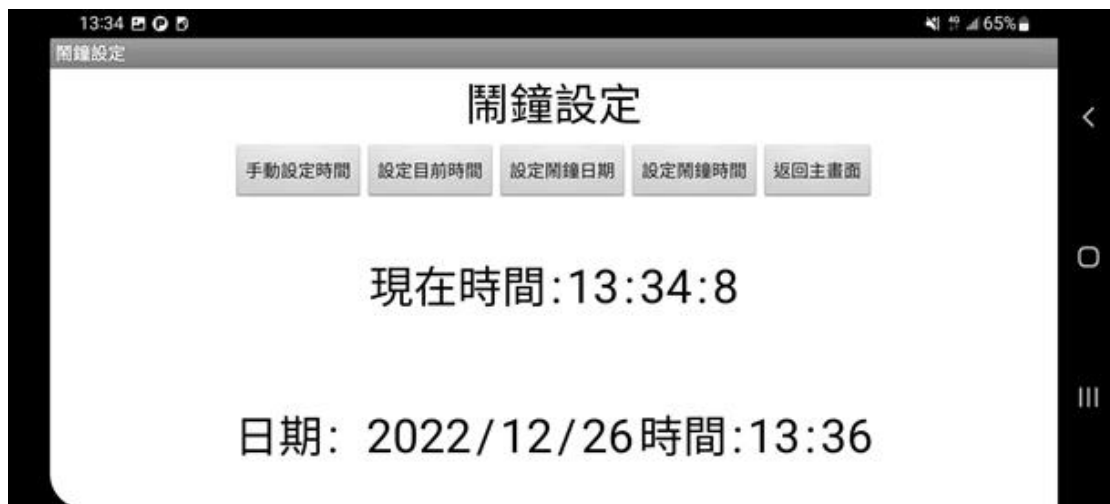 13:34 65%
鬧鐘設定
鬧鐘設定
手動設定時間 設定目前時間 設定鬧鐘日期 設定鬧鐘時間 返回主畫面
現在時間:13:34:8
日期: 2022/12/26時間:13:36